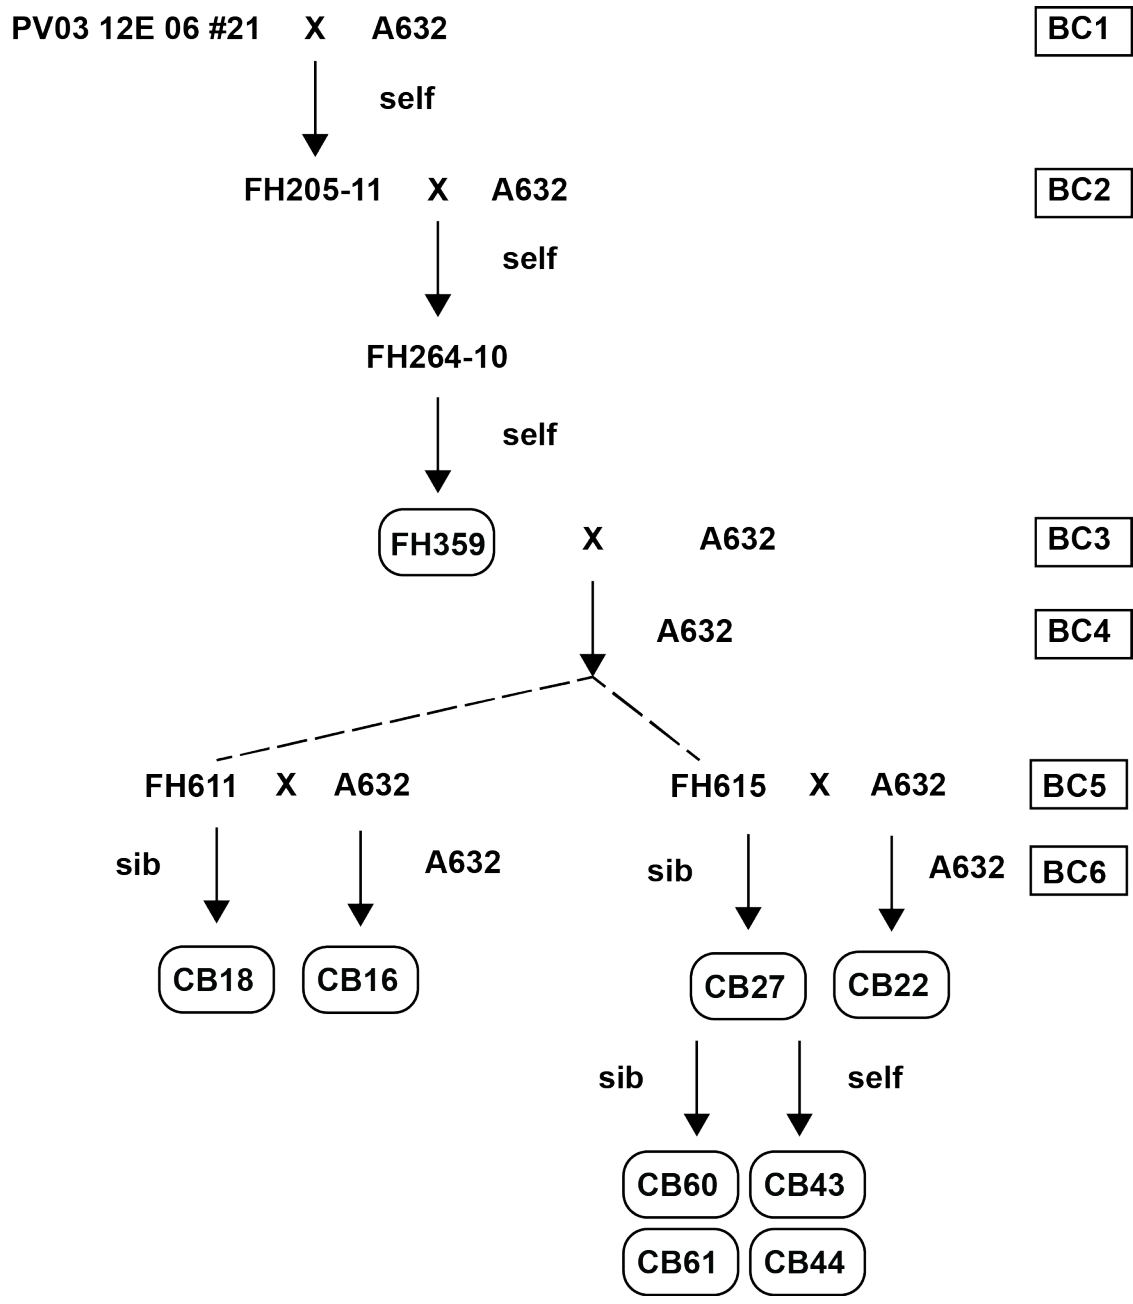 PV03 12E 06 #21 X A632 BC1
self
FH205-11 X A632 BC2
self
FH264-10
self
FH359 X A632 BC3
A632 BC4
FH611 X A632 FH615 X A632 BC5
sib A632 sib A632 BC6
CB18 CB16 CB27 CB22
sib self
CB60 CB43
CB61 CB44